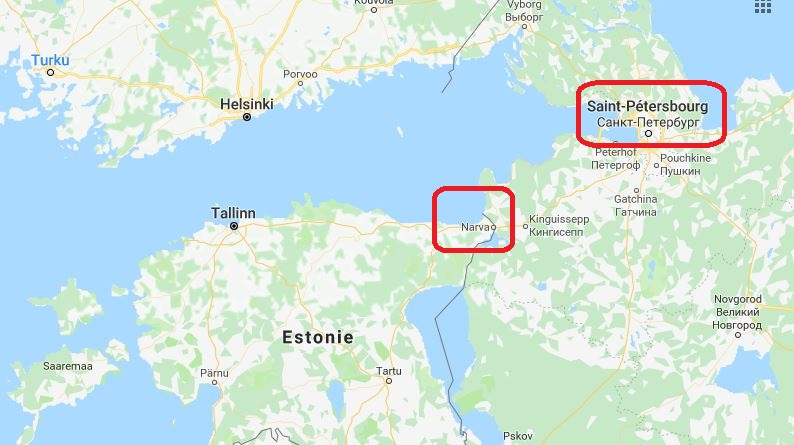 Kouvola
Vyborg
Выборг
Turku
Porvoo
Helsinki
Saint-Pétersbourg
Санкт-Петербург
Peterhof
Петергоф
Pouchkine
Пушкин
Gatchina
Гатчина
Tallinn
Narva
Kinguissepp
Кингисепп
Novgorod
Великий
Новгород
Estonie
Saaremaa
Pärnu
Tartu
Pskov